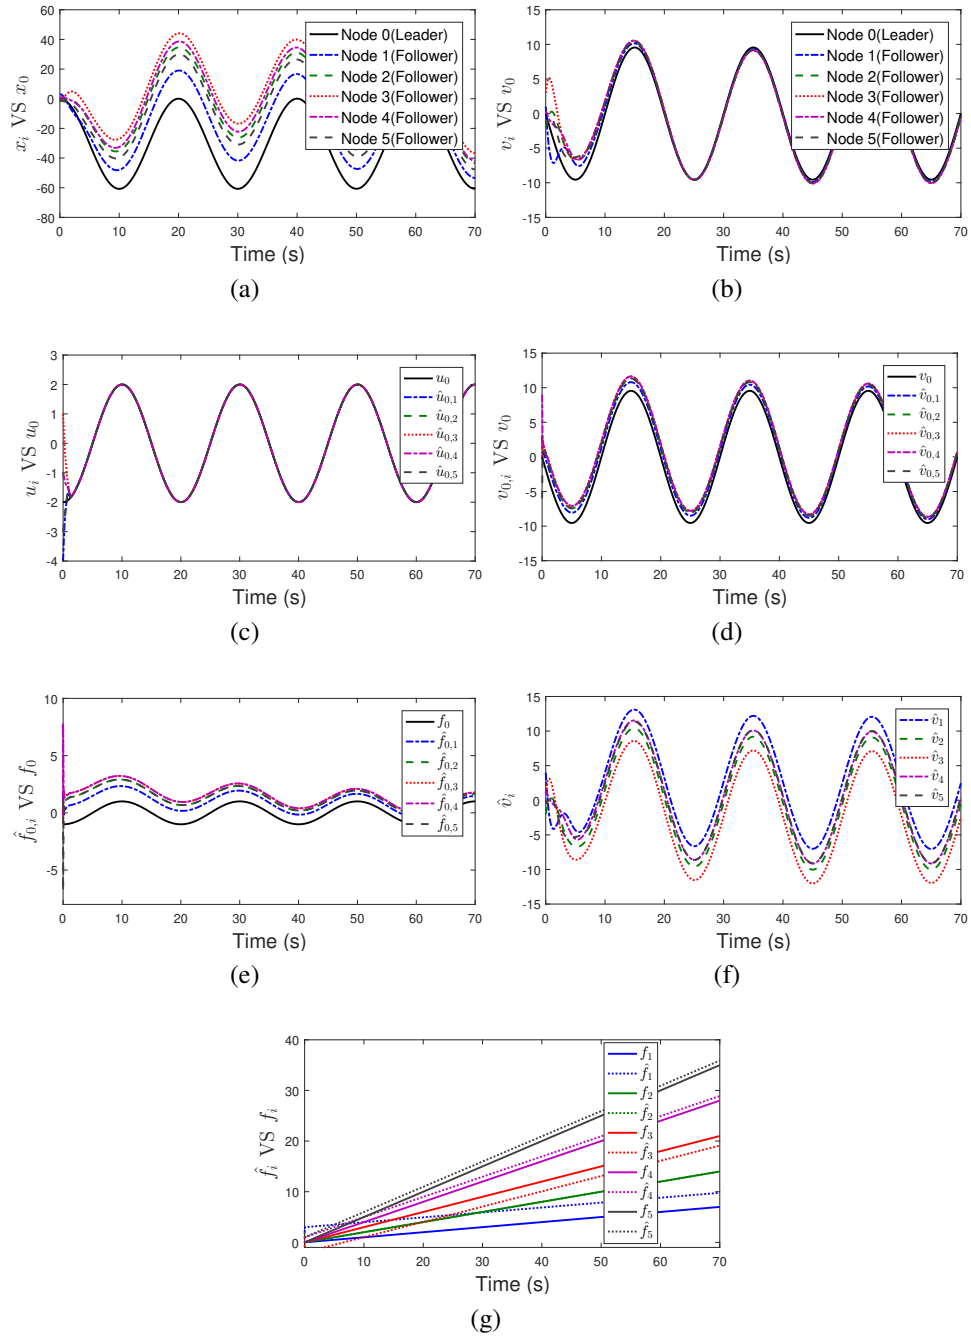 60
40
20
0
-20
-40
-60
-80
x_i VS x_0
Node 0(Leader)
Node 1(Follower)
Node 2(Follower)
Node 3(Follower)
Node 4(Follower)
Node 5(Follower)
0 10 20 30 40 50 60 70
Time (s)
(a)
15
10
5
0
-5
-10
-15
v_i VS v_0
Node 0(Leader)
Node 1(Follower)
Node 2(Follower)
Node 3(Follower)
Node 4(Follower)
Node 5(Follower)
0 10 20 30 40 50 60 70
Time (s)
(b)
3
2
1
0
-1
-2
-3
-4
u_i VS u_0
u_0
û_{0,1}
û_{0,2}
û_{0,3}
û_{0,4}
û_{0,5}
0 10 20 30 40 50 60 70
Time (s)
(c)
15
10
5
0
-5
-10
-15
v_{0,i} VS v_0
v_0
v̂_{0,1}
v̂_{0,2}
v̂_{0,3}
v̂_{0,4}
v̂_{0,5}
0 10 20 30 40 50 60 70
Time (s)
(d)
10
5
0
-5
f̂_{0,i} VS f_0
f_0
f̂_{0,1}
f̂_{0,2}
f̂_{0,3}
f̂_{0,4}
f̂_{0,5}
0 10 20 30 40 50 60 70
Time (s)
(e)
15
10
5
0
-5
-10
-15
v̂_i
v̂_1
v̂_2
v̂_3
v̂_4
v̂_5
0 10 20 30 40 50 60 70
Time (s)
(f)
40
30
20
10
0
f̂_i VS f_i
f_1
f̂_1
f_2
f̂_2
f_3
f̂_3
f_4
f̂_4
f_5
f̂_5
0 10 20 30 40 50 60 70
Time (s)
(g)